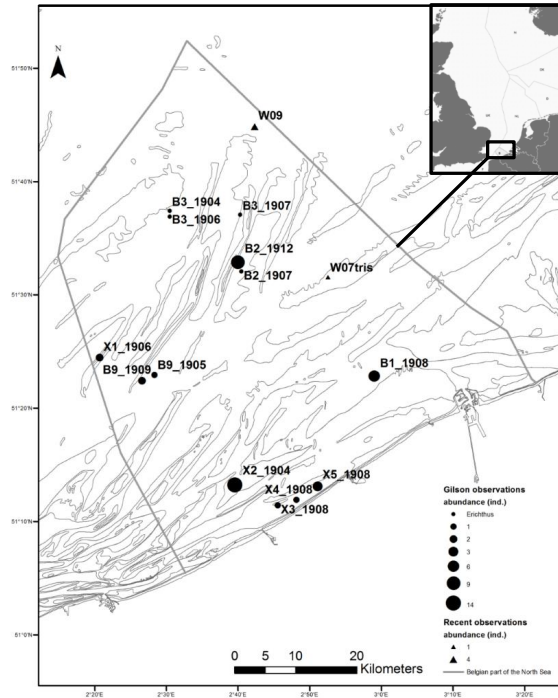 N
51°50'
51°40'
51°30'
51°20'
51°10'
51°0'
W09
B3_1904
B3_1906
B3_1907
B2_1912
B2_1907
W07tris
X1_1906
B9_1909
B9_1905
B1_1908
X2_1904
X5_1908
X4_1908
X3_1908
Gilson observations
abundance (ind.)
Erichthus
1
2
3
6
9
14
Recent observations
abundance (ind.)
1
4
Belgian part of the North Sea
0 5 10 20
Kilometers
2°20' 2°30' 2°40' 2°50' 3°0' 3°10' 3°20'